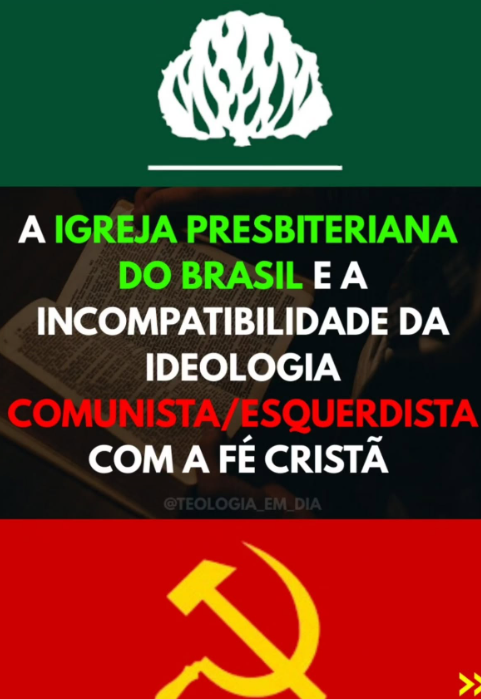 A IGREJA PRESBITERIANA
DO BRASIL E A
INCOMPATIBILIDADE DA
IDEOLOGIA
COMUNISTA/ESQUERDISTA
COM A FÉ CRISTÃ
@TEOLOGIA_EM_DIA